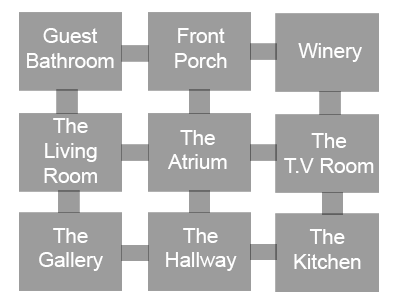 Guest
Bathroom
Front
Porch
Winery
The
Living
Room
The
Atrium
The
T.V Room
The
Gallery
The
Hallway
The
Kitchen